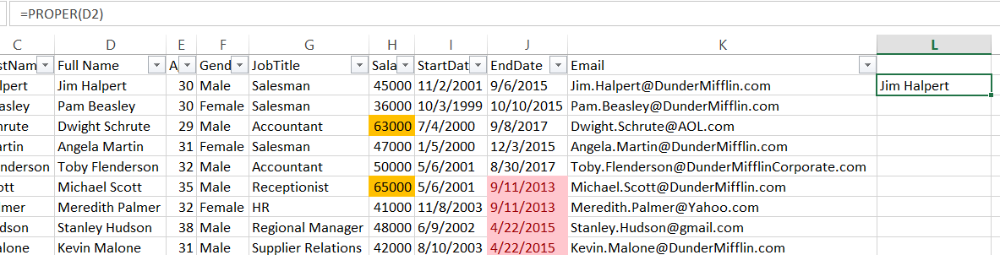 =PROPER(D2)
C D E F G H I J K L
stNam Full Name A Gend JobTitle Sala StartDat EndDate Email
lpert Jim Halpert 30 Male Salesman 45000 11/2/2001 9/6/2015 Jim.Halpert@DunderMifflin.com Jim Halpert
asley Pam Beasley 30 Female Salesman 36000 10/3/1999 10/10/2015 Pam.Beasley@DunderMifflin.com
hrute Dwight Schrute 29 Male Accountant 63000 7/4/2000 9/8/2017 Dwight.Schrute@AOL.com
artin Angela Martin 31 Female Salesman 47000 1/5/2000 12/3/2015 Angela.Martin@DunderMifflin.com
nderson Toby Flenderson 32 Male Accountant 50000 5/6/2001 8/30/2017 Toby.Flenderson@DunderMifflinCorporate.com
ott Michael Scott 35 Male Receptionist 65000 5/6/2001 9/11/2013 Michael.Scott@DunderMifflin.com
lmer Meredith Palmer 32 Female HR 41000 11/8/2003 9/11/2013 Meredith.Palmer@Yahoo.com
dson Stanley Hudson 38 Male Regional Manager 48000 6/9/2002 4/22/2015 Stanley.Hudson@gmail.com
alone Kevin Malone 31 Male Supplier Relations 42000 8/10/2003 4/22/2015 Kevin.Malone@DunderMifflin.com